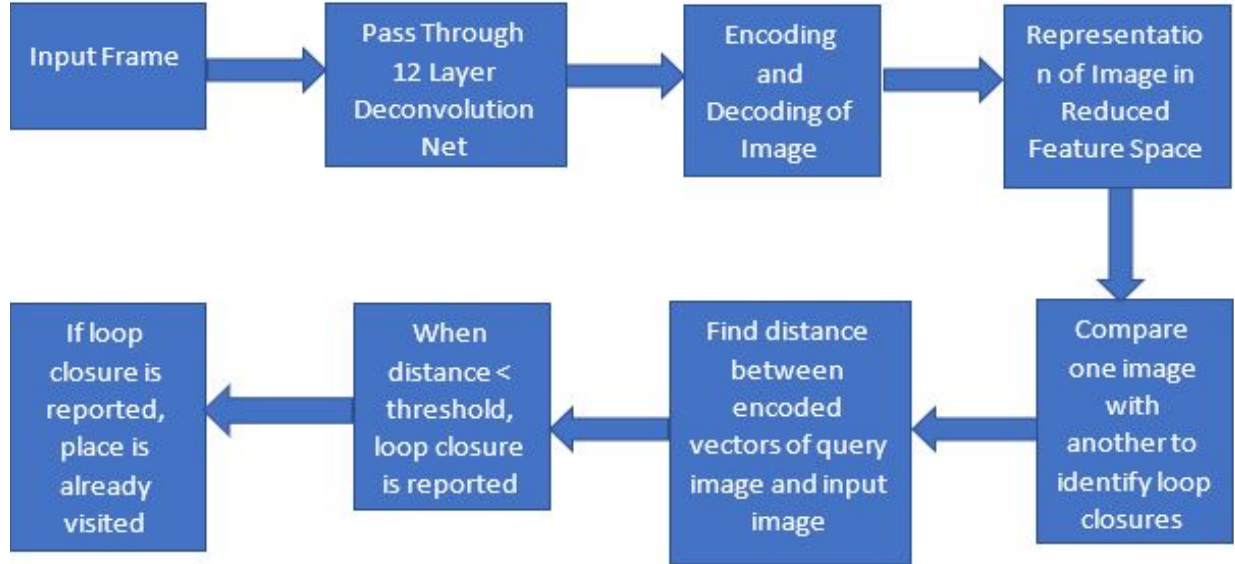 Input Frame
Pass Through
12 Layer
Deconvolution
Net
Encoding
and
Decoding of
Image
Representatio
n of Image in
Reduced
Feature Space
Compare
one image
with
another to
identify loop
closures
Find distance
between
encoded
vectors of query
image and input
image
When
distance <
threshold,
loop closure
is reported
If loop
closure is
reported,
place is
already
visited